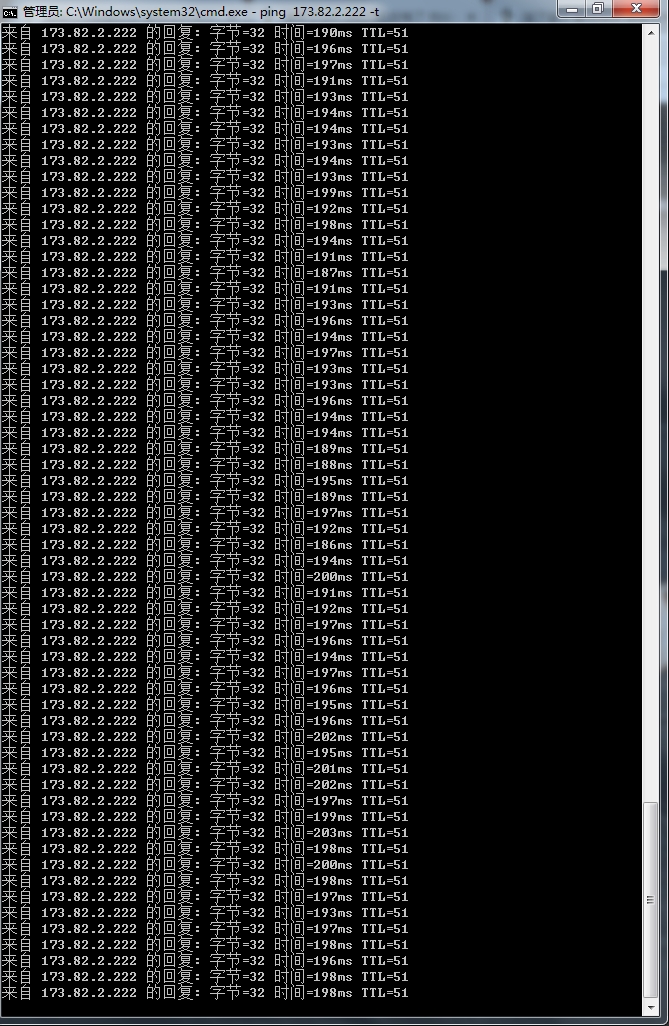 管理员: C:\Windows\system32\cmd.exe - ping  173.82.2.222 -t
来自 173.82.2.222 的回复: 字节=32 时间=190ms TTL=51
来自 173.82.2.222 的回复: 字节=32 时间=196ms TTL=51
来自 173.82.2.222 的回复: 字节=32 时间=197ms TTL=51
来自 173.82.2.222 的回复: 字节=32 时间=191ms TTL=51
来自 173.82.2.222 的回复: 字节=32 时间=193ms TTL=51
来自 173.82.2.222 的回复: 字节=32 时间=194ms TTL=51
来自 173.82.2.222 的回复: 字节=32 时间=194ms TTL=51
来自 173.82.2.222 的回复: 字节=32 时间=193ms TTL=51
来自 173.82.2.222 的回复: 字节=32 时间=194ms TTL=51
来自 173.82.2.222 的回复: 字节=32 时间=193ms TTL=51
来自 173.82.2.222 的回复: 字节=32 时间=199ms TTL=51
来自 173.82.2.222 的回复: 字节=32 时间=192ms TTL=51
来自 173.82.2.222 的回复: 字节=32 时间=198ms TTL=51
来自 173.82.2.222 的回复: 字节=32 时间=194ms TTL=51
来自 173.82.2.222 的回复: 字节=32 时间=191ms TTL=51
来自 173.82.2.222 的回复: 字节=32 时间=187ms TTL=51
来自 173.82.2.222 的回复: 字节=32 时间=191ms TTL=51
来自 173.82.2.222 的回复: 字节=32 时间=193ms TTL=51
来自 173.82.2.222 的回复: 字节=32 时间=196ms TTL=51
来自 173.82.2.222 的回复: 字节=32 时间=194ms TTL=51
来自 173.82.2.222 的回复: 字节=32 时间=197ms TTL=51
来自 173.82.2.222 的回复: 字节=32 时间=193ms TTL=51
来自 173.82.2.222 的回复: 字节=32 时间=193ms TTL=51
来自 173.82.2.222 的回复: 字节=32 时间=196ms TTL=51
来自 173.82.2.222 的回复: 字节=32 时间=194ms TTL=51
来自 173.82.2.222 的回复: 字节=32 时间=194ms TTL=51
来自 173.82.2.222 的回复: 字节=32 时间=189ms TTL=51
来自 173.82.2.222 的回复: 字节=32 时间=188ms TTL=51
来自 173.82.2.222 的回复: 字节=32 时间=195ms TTL=51
来自 173.82.2.222 的回复: 字节=32 时间=189ms TTL=51
来自 173.82.2.222 的回复: 字节=32 时间=197ms TTL=51
来自 173.82.2.222 的回复: 字节=32 时间=192ms TTL=51
来自 173.82.2.222 的回复: 字节=32 时间=186ms TTL=51
来自 173.82.2.222 的回复: 字节=32 时间=194ms TTL=51
来自 173.82.2.222 的回复: 字节=32 时间=200ms TTL=51
来自 173.82.2.222 的回复: 字节=32 时间=191ms TTL=51
来自 173.82.2.222 的回复: 字节=32 时间=192ms TTL=51
来自 173.82.2.222 的回复: 字节=32 时间=197ms TTL=51
来自 173.82.2.222 的回复: 字节=32 时间=196ms TTL=51
来自 173.82.2.222 的回复: 字节=32 时间=194ms TTL=51
来自 173.82.2.222 的回复: 字节=32 时间=197ms TTL=51
来自 173.82.2.222 的回复: 字节=32 时间=196ms TTL=51
来自 173.82.2.222 的回复: 字节=32 时间=195ms TTL=51
来自 173.82.2.222 的回复: 字节=32 时间=196ms TTL=51
来自 173.82.2.222 的回复: 字节=32 时间=202ms TTL=51
来自 173.82.2.222 的回复: 字节=32 时间=195ms TTL=51
来自 173.82.2.222 的回复: 字节=32 时间=201ms TTL=51
来自 173.82.2.222 的回复: 字节=32 时间=202ms TTL=51
来自 173.82.2.222 的回复: 字节=32 时间=197ms TTL=51
来自 173.82.2.222 的回复: 字节=32 时间=199ms TTL=51
来自 173.82.2.222 的回复: 字节=32 时间=203ms TTL=51
来自 173.82.2.222 的回复: 字节=32 时间=198ms TTL=51
来自 173.82.2.222 的回复: 字节=32 时间=200ms TTL=51
来自 173.82.2.222 的回复: 字节=32 时间=198ms TTL=51
来自 173.82.2.222 的回复: 字节=32 时间=197ms TTL=51
来自 173.82.2.222 的回复: 字节=32 时间=193ms TTL=51
来自 173.82.2.222 的回复: 字节=32 时间=197ms TTL=51
来自 173.82.2.222 的回复: 字节=32 时间=198ms TTL=51
来自 173.82.2.222 的回复: 字节=32 时间=196ms TTL=51
来自 173.82.2.222 的回复: 字节=32 时间=198ms TTL=51
来自 173.82.2.222 的回复: 字节=32 时间=198ms TTL=51